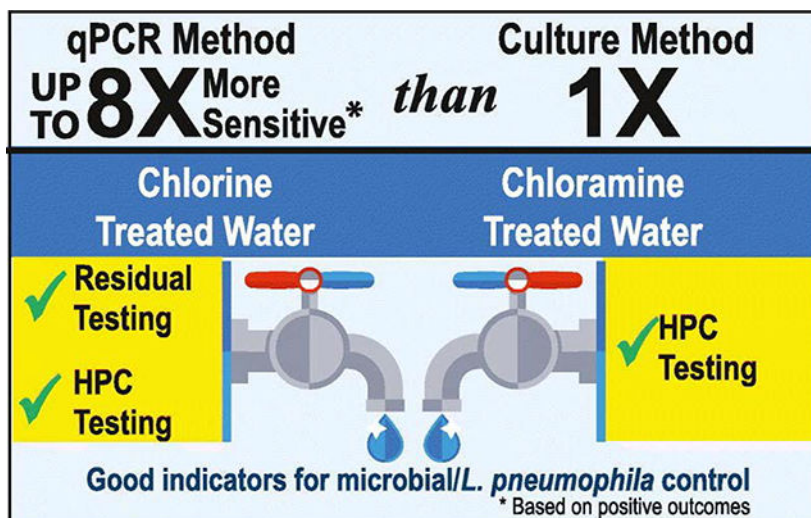 qPCR Method
UP TO 8X More Sensitive*
than
Culture Method
1X
Chlorine
Treated Water
Chloramine
Treated Water
Residual
Testing
HPC
Testing
HPC
Testing
Good indicators for microbial/L. pneumophila control
* Based on positive outcomes